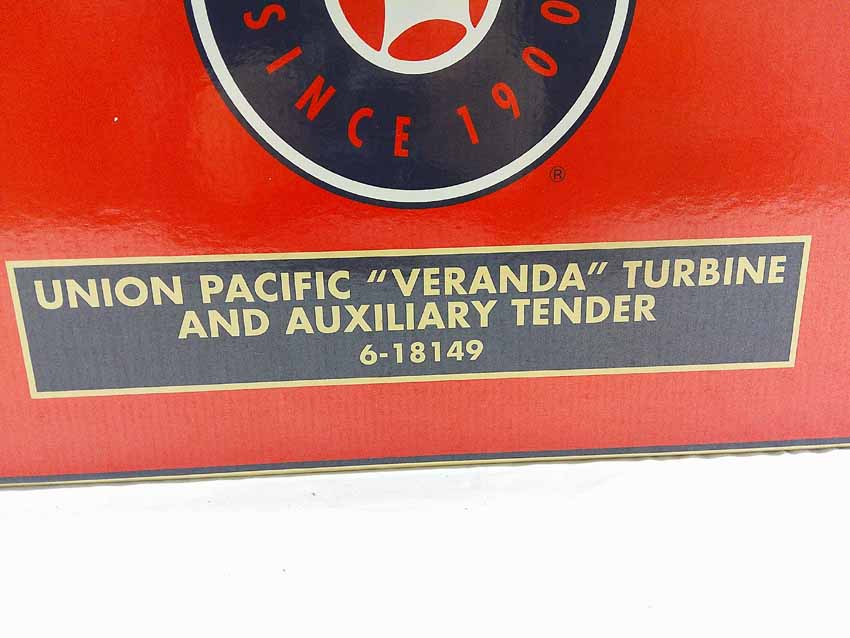 SINCE 1900
®
UNION PACIFIC "VERANDA" TURBINE
AND AUXILIARY TENDER
6-18149